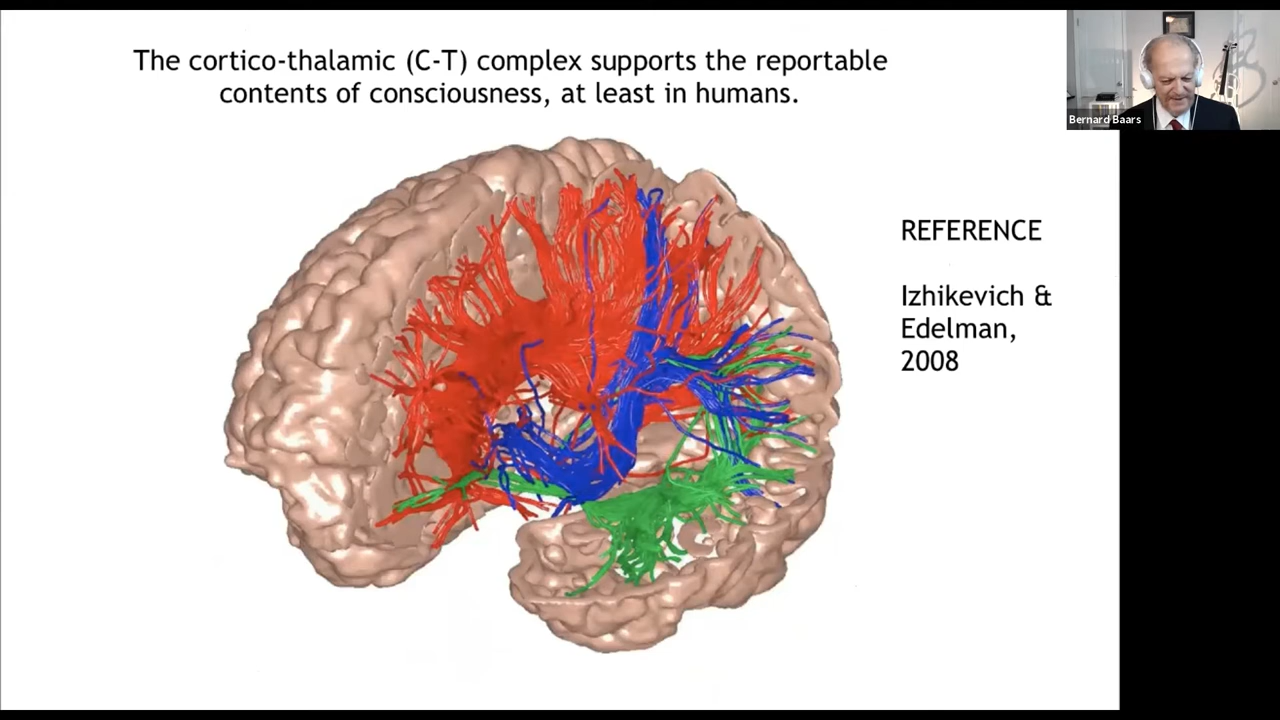 The cortico-thalamic (C-T) complex supports the reportable
contents of consciousness, at least in humans.
Bernard Baars
REFERENCE
Izhikevich &
Edelman,
2008